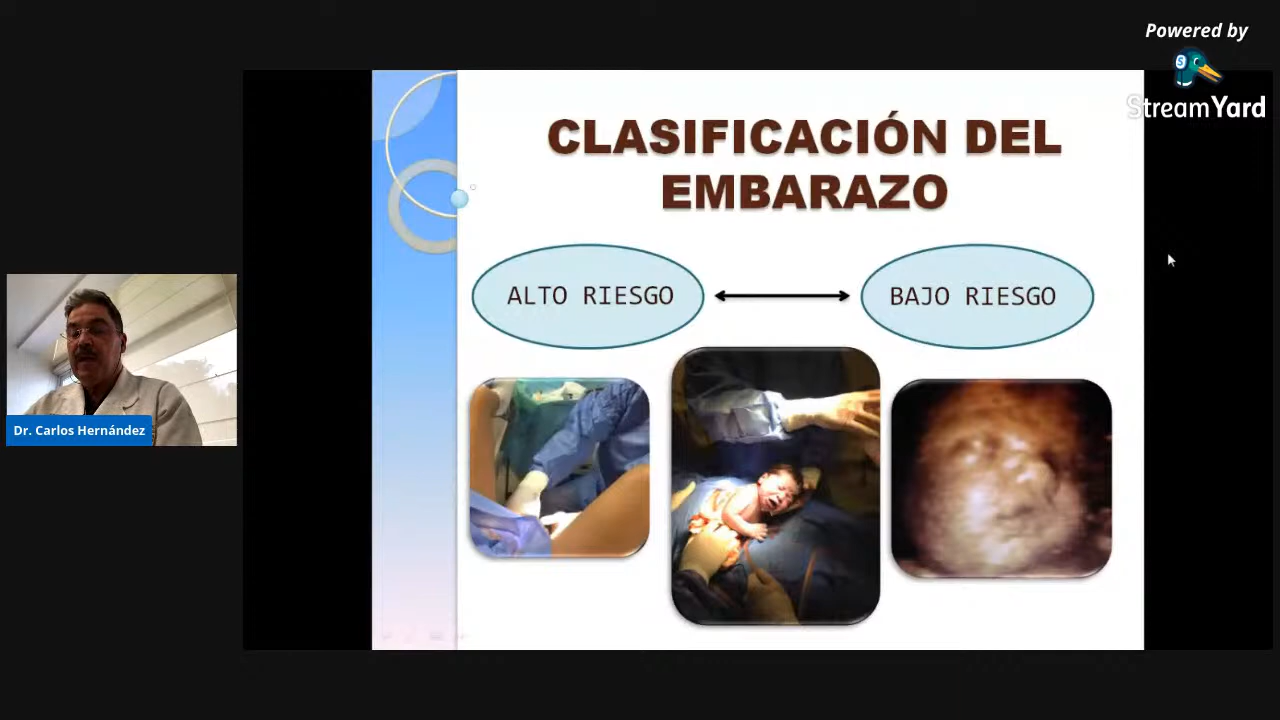 Powered by
StreamYard
CLASIFICACIÓN DEL
EMBARAZO
ALTO RIESGO
BAJO RIESGO
Dr. Carlos Hernández